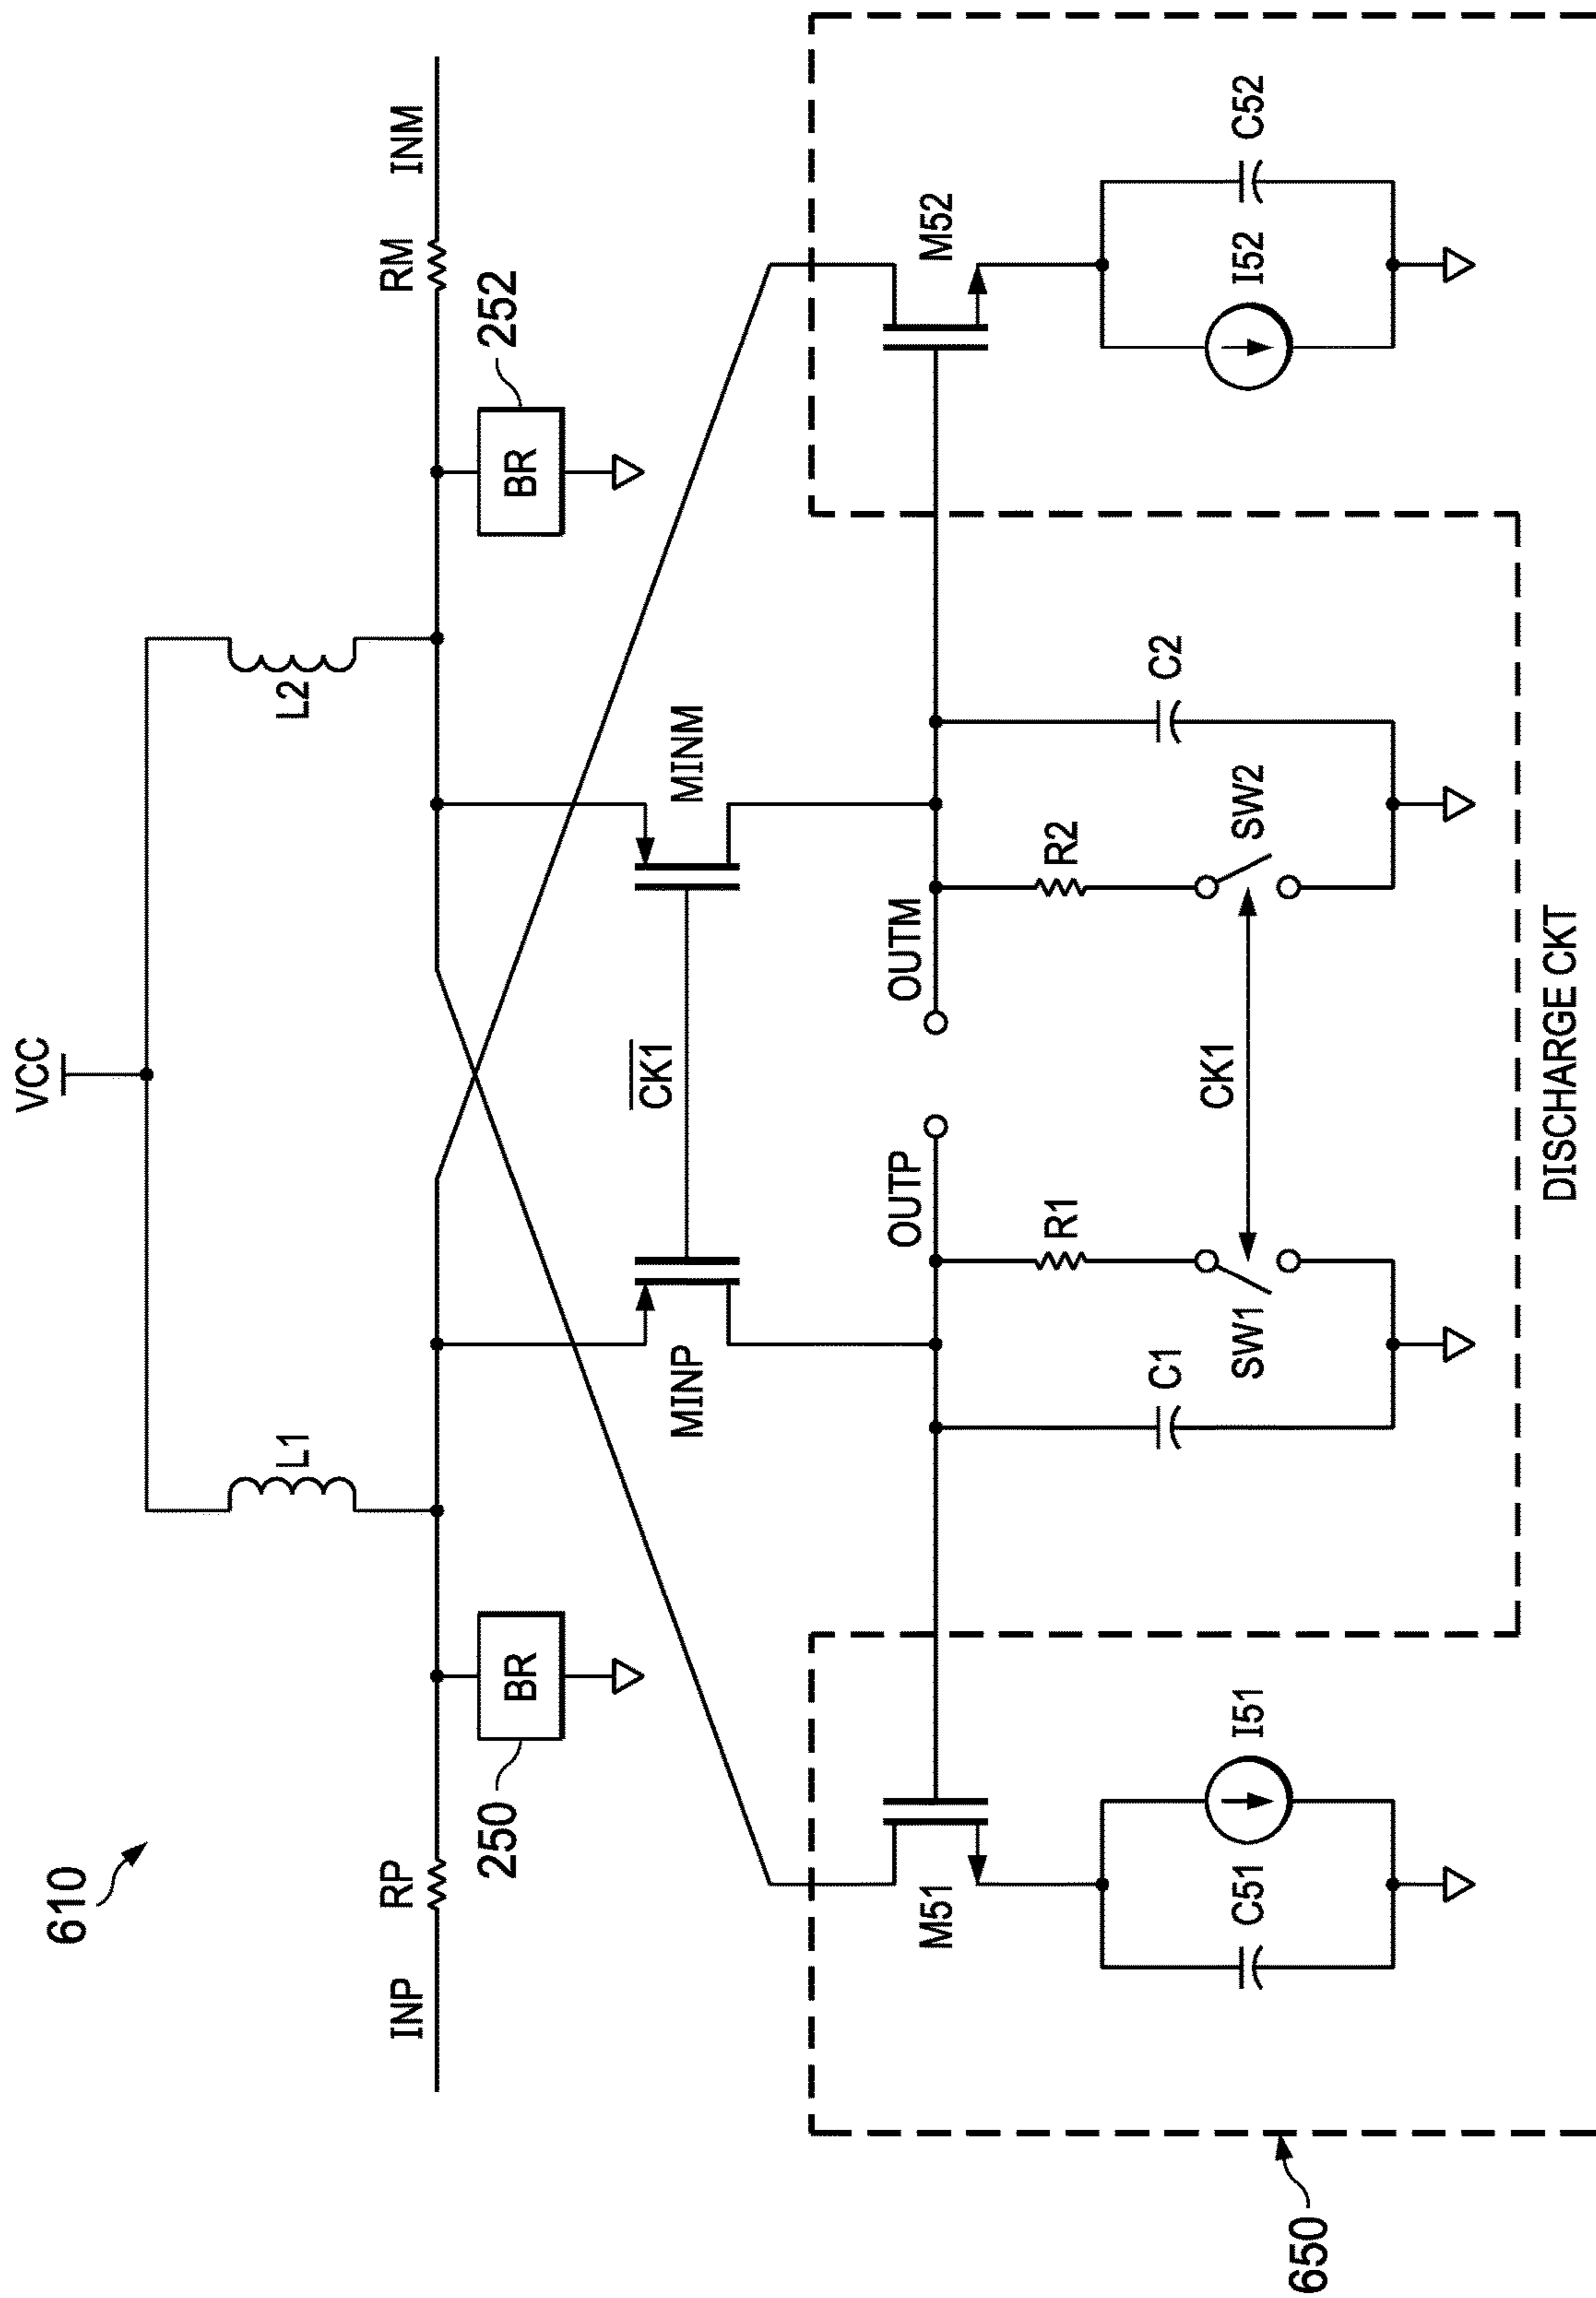 610
VCC
L1
L2
INP
RP
RM
INM
250
BR
BR
252
MINP
CK1
MINM
OUTP
OUTM
M51
M52
R1
R2
C1
C2
SW1
CK1
SW2
C51
I51
I52
C52
650
DISCHARGE CKT